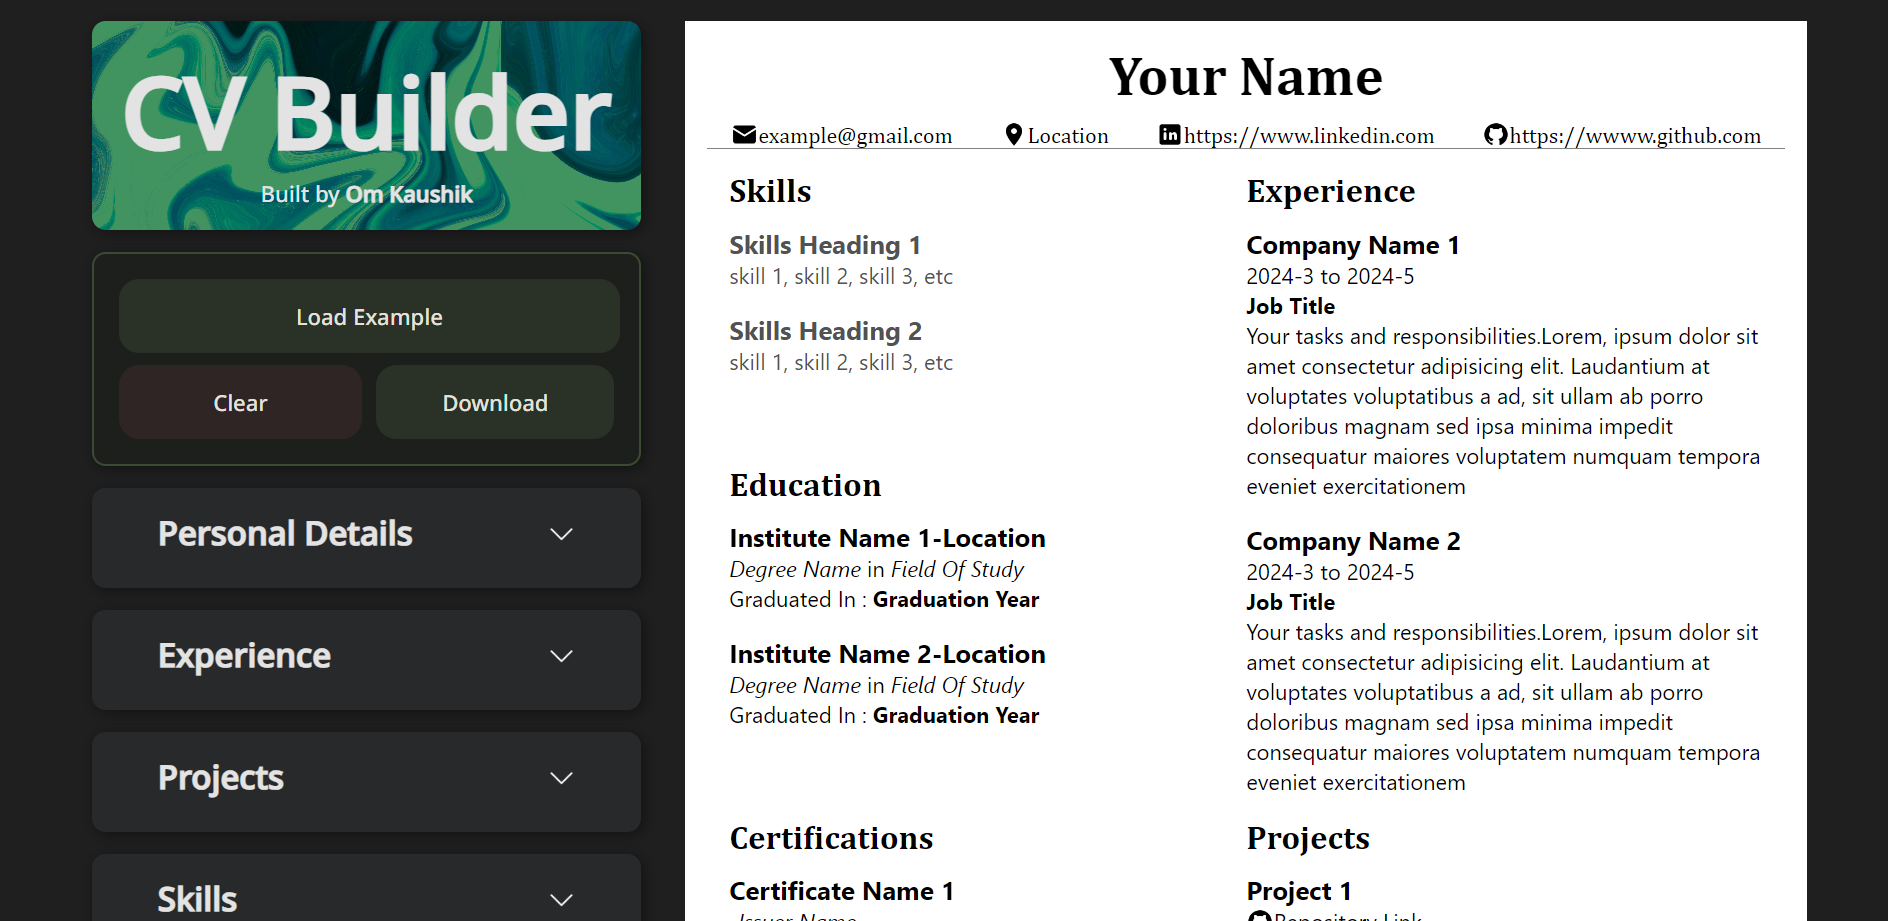 CV Builder
Built by Om Kaushik
Load Example
Clear
Download
Personal Details
Experience
Projects
Skills
Your Name
example@gmail.com
Location
https://www.linkedin.com
https://wwww.github.com
Skills
Skills Heading 1
skill 1, skill 2, skill 3, etc
Skills Heading 2
skill 1, skill 2, skill 3, etc
Education
Institute Name 1-Location
Degree Name in Field Of Study
Graduated In : Graduation Year
Institute Name 2-Location
Degree Name in Field Of Study
Graduated In : Graduation Year
Certifications
Certificate Name 1
Issuer Name
Experience
Company Name 1
2024-3 to 2024-5
Job Title
Your tasks and responsibilities.Lorem, ipsum dolor sit
amet consectetur adipisicing elit. Laudantium at
voluptates voluptatibus a ad, sit ullam ab porro
doloribus magnam sed ipsa minima impedit
consequatur maiores voluptatem numquam tempora
eveniet exercitationem
Company Name 2
2024-3 to 2024-5
Job Title
Your tasks and responsibilities.Lorem, ipsum dolor sit
amet consectetur adipisicing elit. Laudantium at
voluptates voluptatibus a ad, sit ullam ab porro
doloribus magnam sed ipsa minima impedit
consequatur maiores voluptatem numquam tempora
eveniet exercitationem
Projects
Project 1
Repository Link